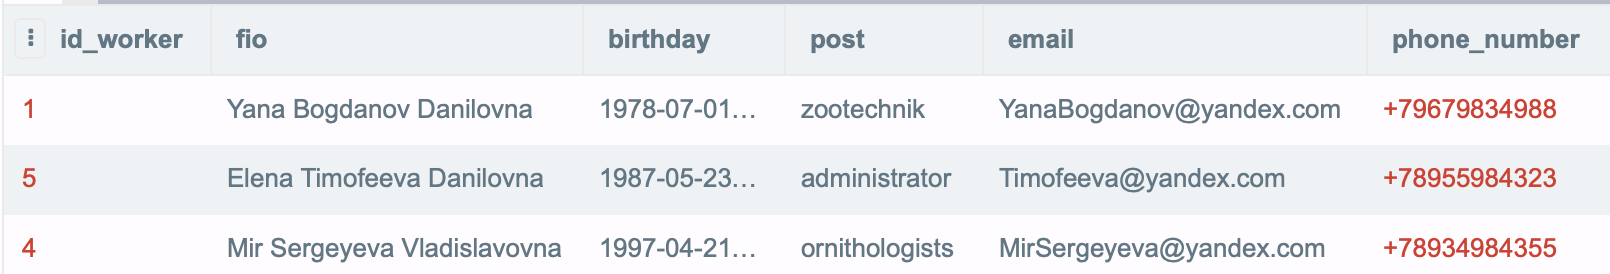 id_worker fio birthday post email phone_number
1 Yana Bogdanov Danilovna 1978-07-01... zootechnik YanaBogdanov@yandex.com +79679834988
5 Elena Timofeeva Danilovna 1987-05-23... administrator Timofeeva@yandex.com +78955984323
4 Mir Sergeyeva Vladislavovna 1997-04-21... ornithologists MirSergeyeva@yandex.com +78934984355